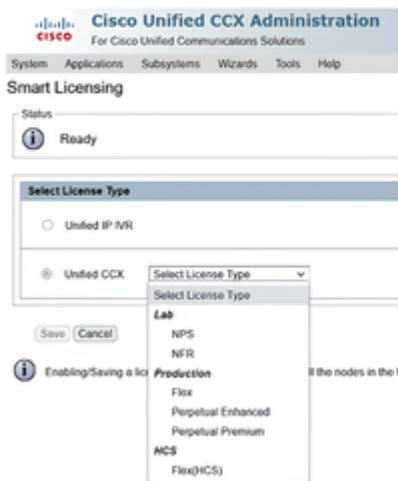 CISCO
Cisco Unified CCX Administration
For Cisco Unified Communications Solutions
System Applications Subsystems Wizards Tools Help
Smart Licensing
Status
Ready
Select License Type
Unified IP IVR
Unified CCX Select License Type
Select License Type
Lab
NPS
NFR
Production
Flex
Perpetual Enhanced
Perpetual Premium
HCS
Flex(HCS)
Save Cancel
Enabling/Saving a lic ll the nodes in the